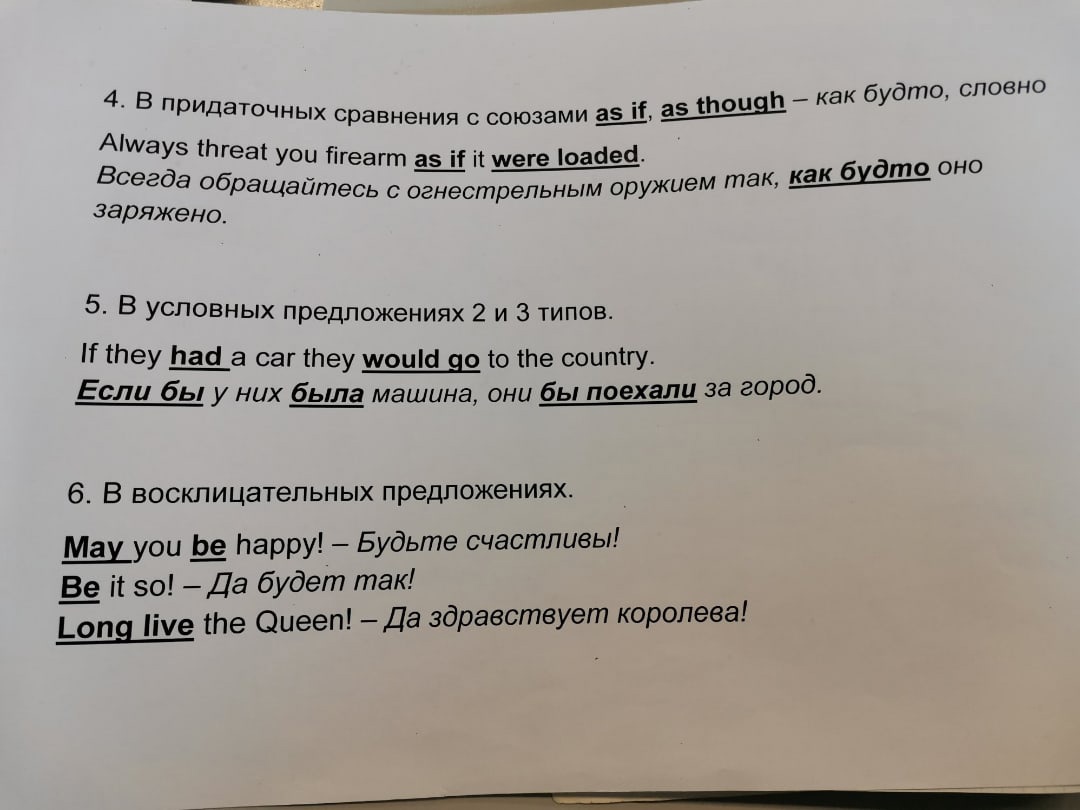 4. В придаточных сравнения с союзами as if, as though – как будто, словно
Always threat you firearm as if it were loaded.
Всегда обращайтесь с огнестрельным оружием так, как будто оно
заряжено.
5. В условных предложениях 2 и 3 типов.
If they had a car they would go to the country.
Если бы у них была машина, они бы поехали за город.
6. В восклицательных предложениях.
May you be happy! – Будьте счастливы!
Be it so! – Да будет так!
Long live the Queen! – Да здравствует королева!